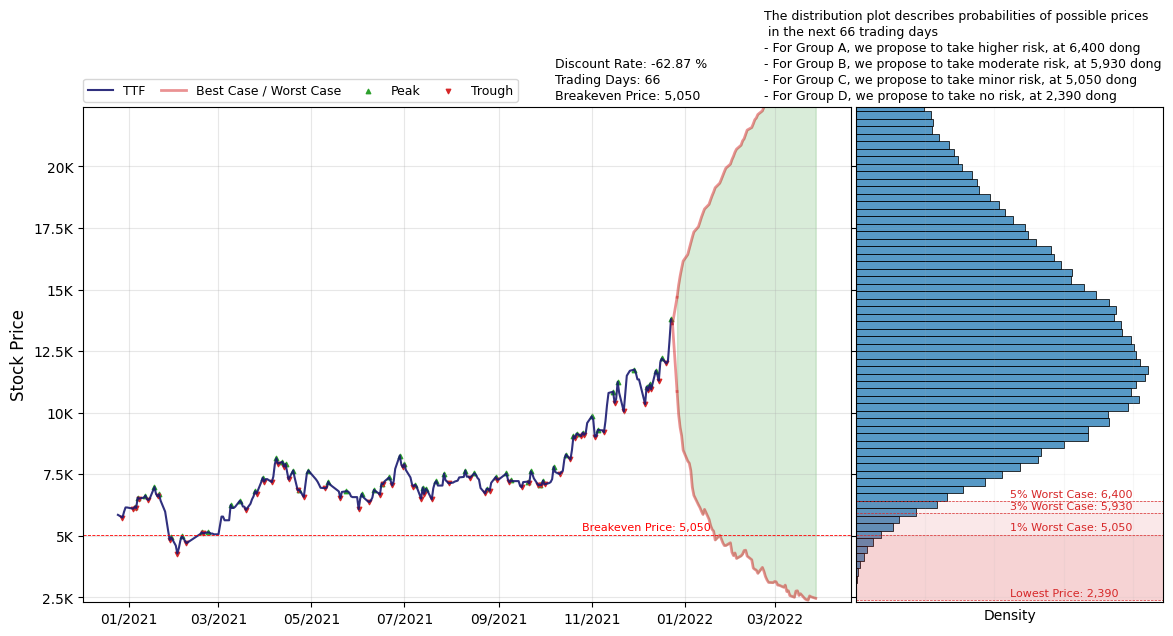 The distribution plot describes probabilities of possible prices
in the next 66 trading days
- For Group A, we propose to take higher risk, at 6,400 dong
- For Group B, we propose to take moderate risk, at 5,930 dong
- For Group C, we propose to take minor risk, at 5,050 dong
- For Group D, we propose to take no risk, at 2,390 dong
Discount Rate: -62.87 %
Trading Days: 66
Breakeven Price: 5,050
TTF
Best Case / Worst Case
Peak
Trough
Stock Price
20K
17.5K
15K
12.5K
10K
7.5K
5K
2.5K
Breakeven Price: 5,050
5% Worst Case: 6,400
3% Worst Case: 5,930
1% Worst Case: 5,050
Lowest Price: 2,390
01/2021
03/2021
05/2021
07/2021
09/2021
11/2021
01/2022
03/2022
Density